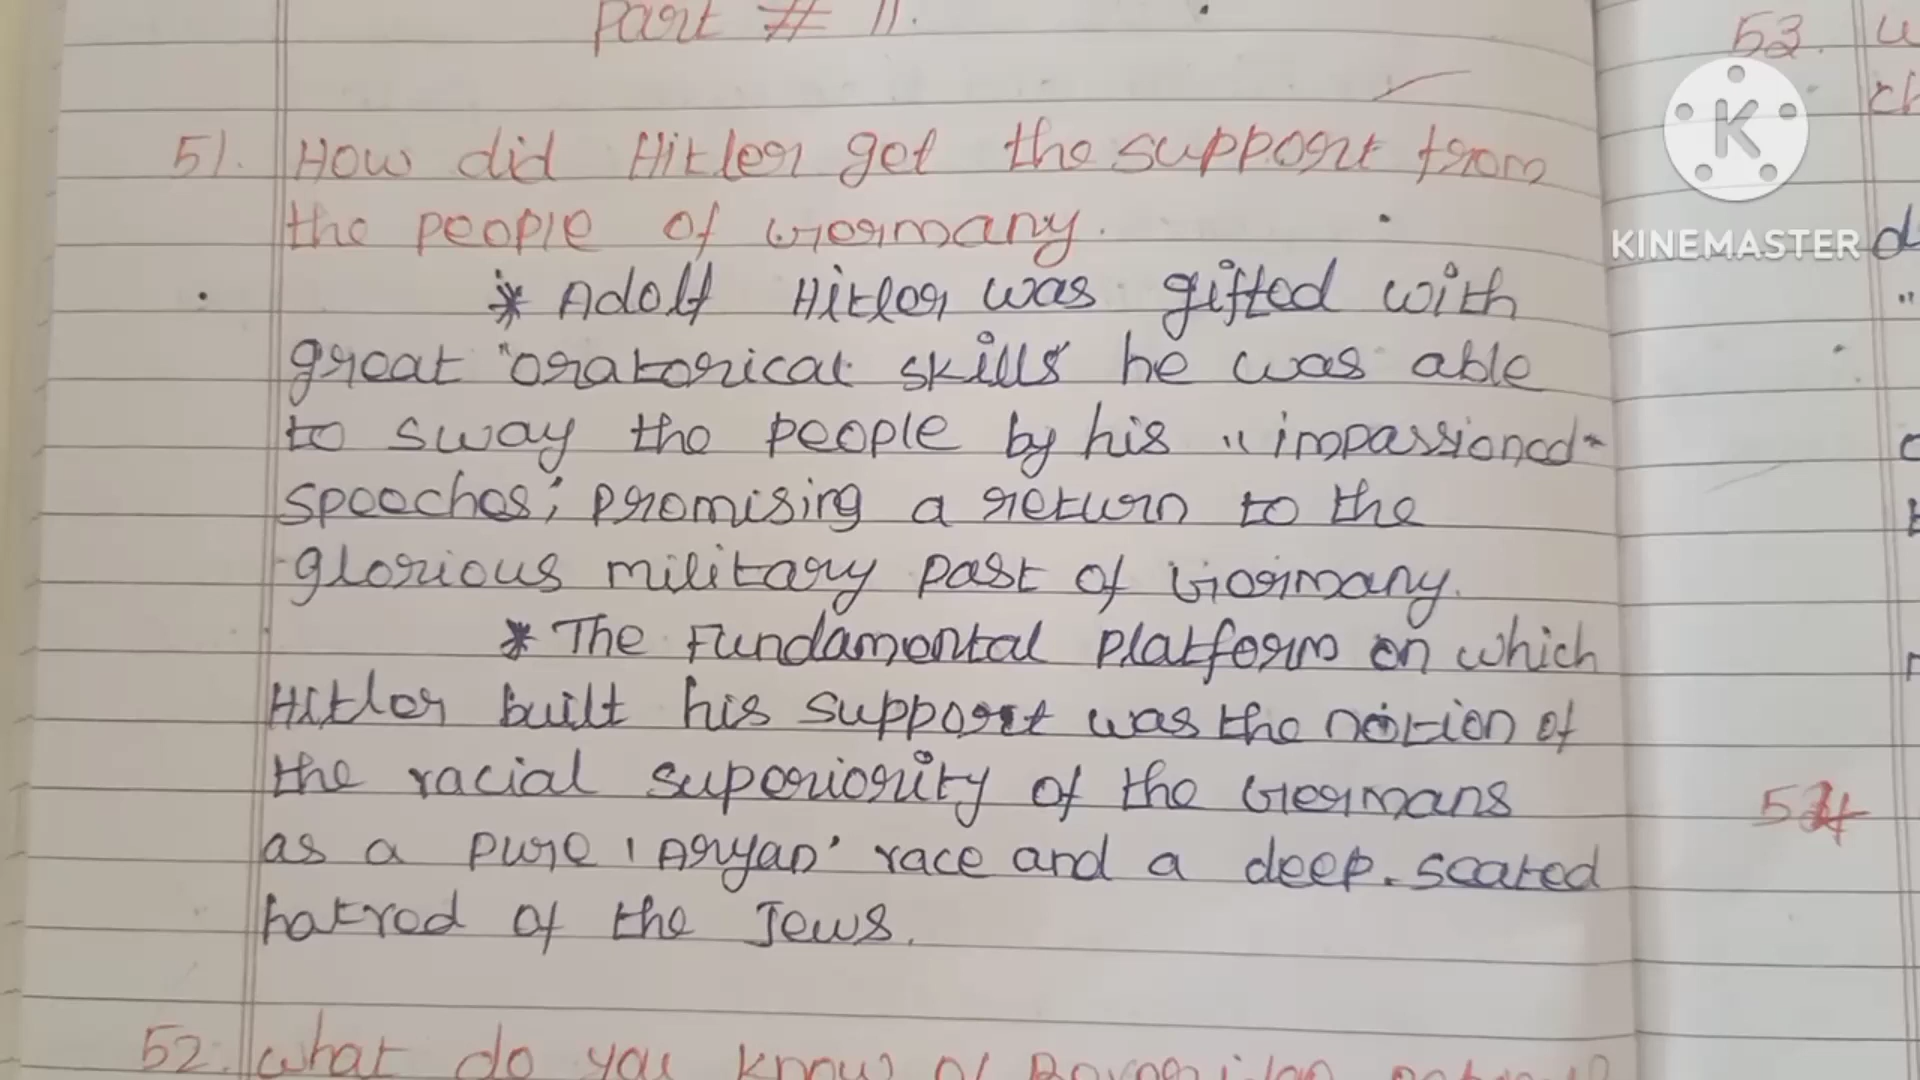 Part # 11.
51. How did Hitler get the support from
the people of Germany.
* Adolf Hitler was gifted with
great "oratorical skills" he was able
to sway the people by his "impassioned-
speeches; promising a return to the
glorious military past of Germany.
* The Fundamental Platform on which
Hitler built his support was the notion of
the racial superiority of the Germans
as a pure 'Aryan' race and a deep-seated
hatred of the Jews.
52. What do you know of
53.
KINEMASTER
54